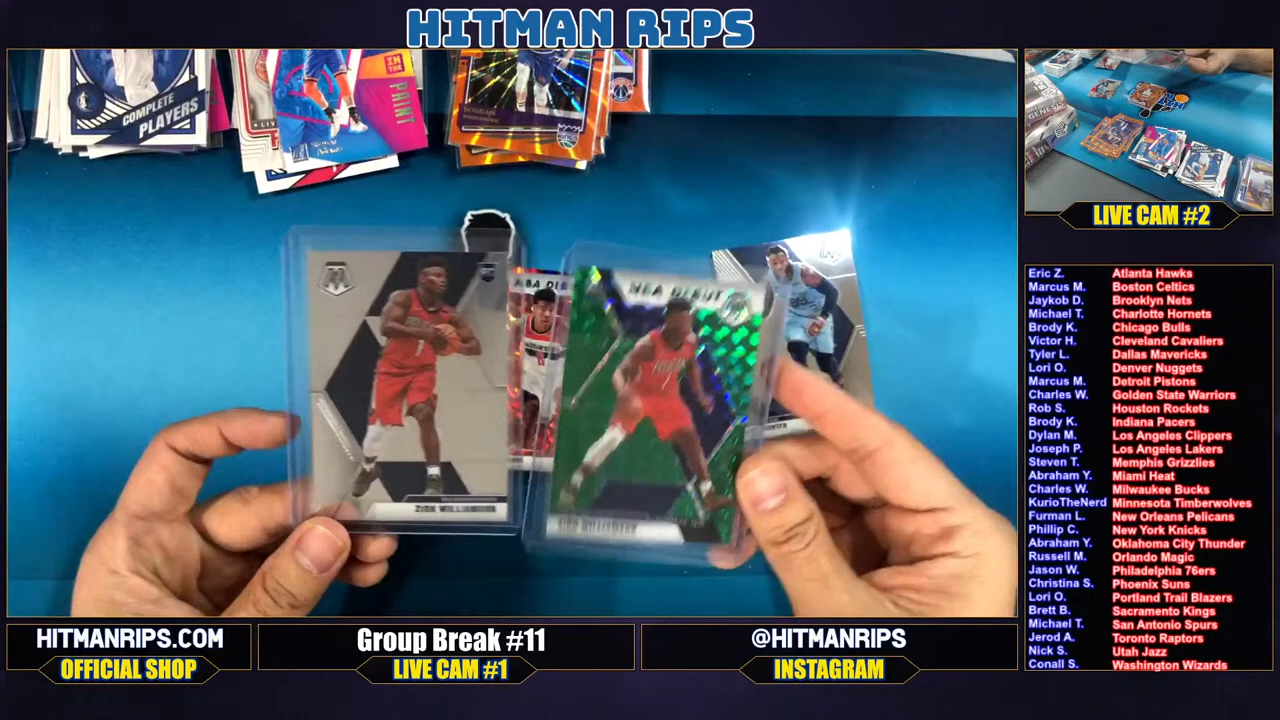 HITMAN RIPS
COMPLETE
PLAYERS
IN THE
PRINT
KINGS
GENESIS
LIVE CAM #2
NBA DEBUT
ZION WILLIAMSON
ZION WILLIAMSON
Eric Z. Atlanta Hawks
Marcus M. Boston Celtics
Jaykob D. Brooklyn Nets
Michael T. Charlotte Hornets
Brody K. Chicago Bulls
Victor H. Cleveland Cavaliers
Tyler L. Dallas Mavericks
Lori O. Denver Nuggets
Marcus M. Detroit Pistons
Charles W. Golden State Warriors
Rob S. Houston Rockets
Brody K. Indiana Pacers
Dylan M. Los Angeles Clippers
Joseph P. Los Angeles Lakers
Steven T. Memphis Grizzlies
Abraham Y. Miami Heat
Charles W. Milwaukee Bucks
KurioTheNerd Minnesota Timberwolves
Furman L. New Orleans Pelicans
Phillip C. New York Knicks
Abraham Y. Oklahoma City Thunder
Russell M. Orlando Magic
Jason W. Philadelphia 76ers
Christina S. Phoenix Suns
Lori O. Portland Trail Blazers
Brett B. Sacramento Kings
Michael T. San Antonio Spurs
Jerod A. Toronto Raptors
Nick S. Utah Jazz
Conall S. Washington Wizards
HITMANRIPS.COM
OFFICIAL SHOP
Group Break #11
LIVE CAM #1
@HITMANRIPS
INSTAGRAM